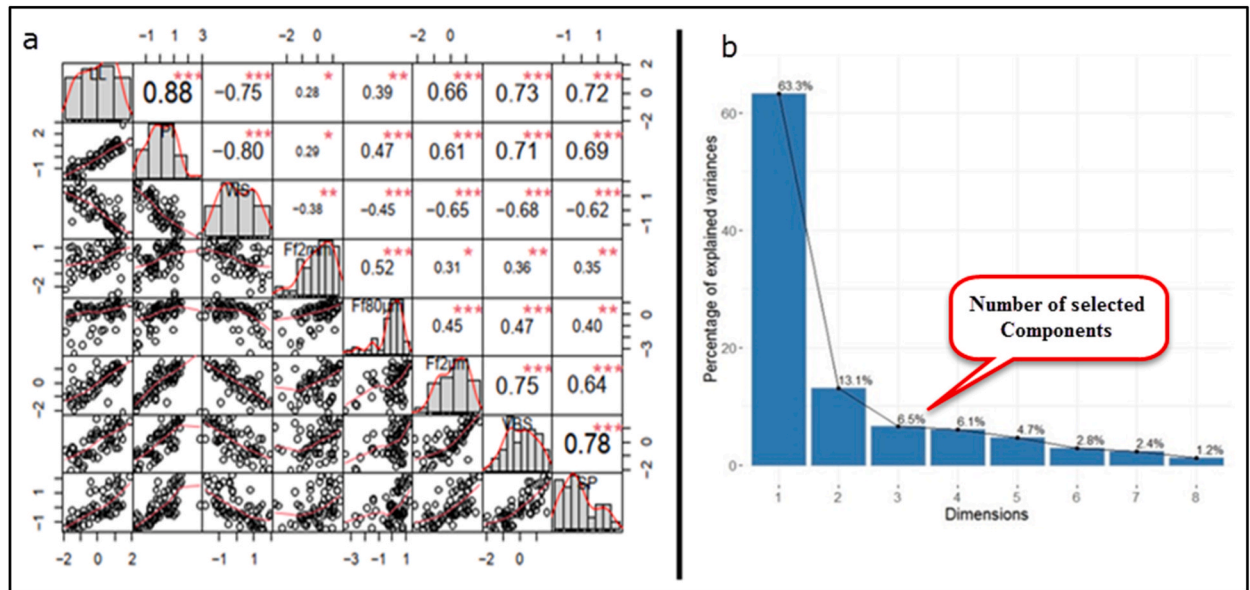 a
−1 1 3 −2 0 −2 0 −1 1
0.88 *** −0.75 *** 0.28 * 0.39 ** 0.66 *** 0.73 *** 0.72 *** −2 0 2
−1 2 −0.80 *** 0.29 * 0.47 *** 0.61 *** 0.71 *** 0.69 ***
WS −0.38 ** −0.45 *** −0.65 *** −0.68 *** −0.62 *** −1 1
−2 1 Ff2mm 0.52 *** 0.31 * 0.36 ** 0.35 **
Ff80µm 0.45 *** 0.47 *** 0.40 ** −3 0
−2 0 Ff2µm 0.75 *** 0.64 ***
VBS 0.78 *** −2 0
−1 1 P
−2 0 2 −1 1 −3 −1 1 −2 0
b
Percentage of explained variances
60
40
20
0
63.3%
13.1%
6.5%
6.1%
4.7%
2.8%
2.4%
1.2%
Number of selected
Components
1 2 3 4 5 6 7 8
Dimensions